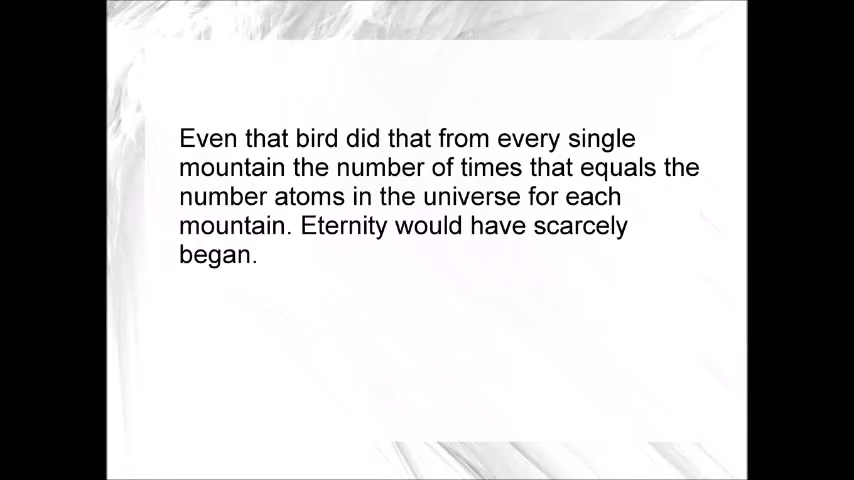 Even that bird did that from every single
mountain the number of times that equals the
number atoms in the universe for each
mountain. Eternity would have scarcely
began.